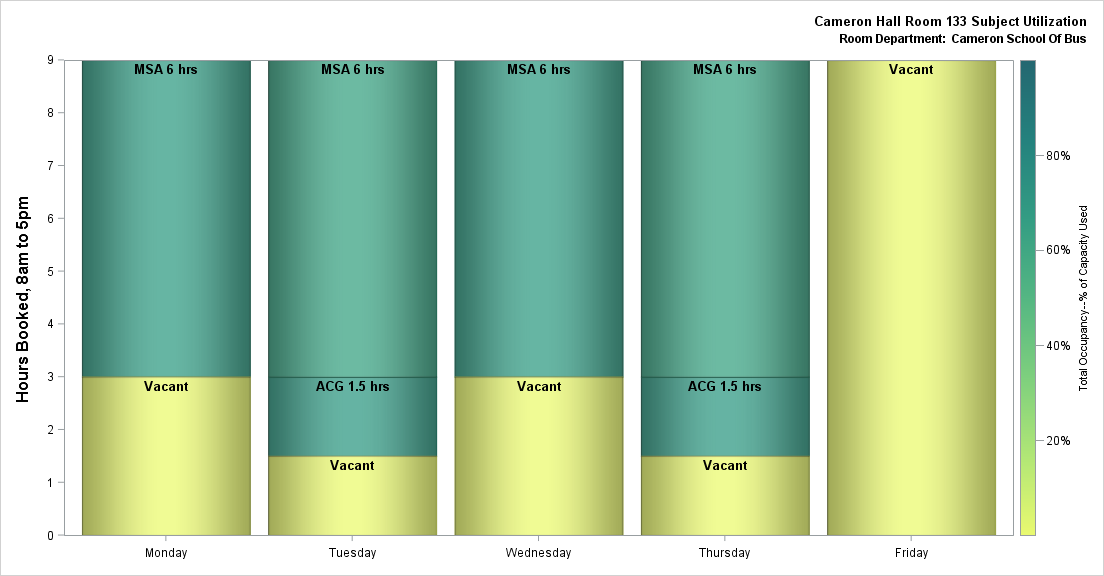 Cameron Hall Room 133 Subject Utilization
Room Department: Cameron School Of Bus
Hours Booked, 8am to 5pm
9
8
7
6
5
4
3
2
1
0
MSA 6 hrs
Vacant
MSA 6 hrs
ACG 1.5 hrs
Vacant
MSA 6 hrs
Vacant
MSA 6 hrs
ACG 1.5 hrs
Vacant
Vacant
Monday
Tuesday
Wednesday
Thursday
Friday
80%
60%
40%
20%
Total Occupancy--% of Capacity Used